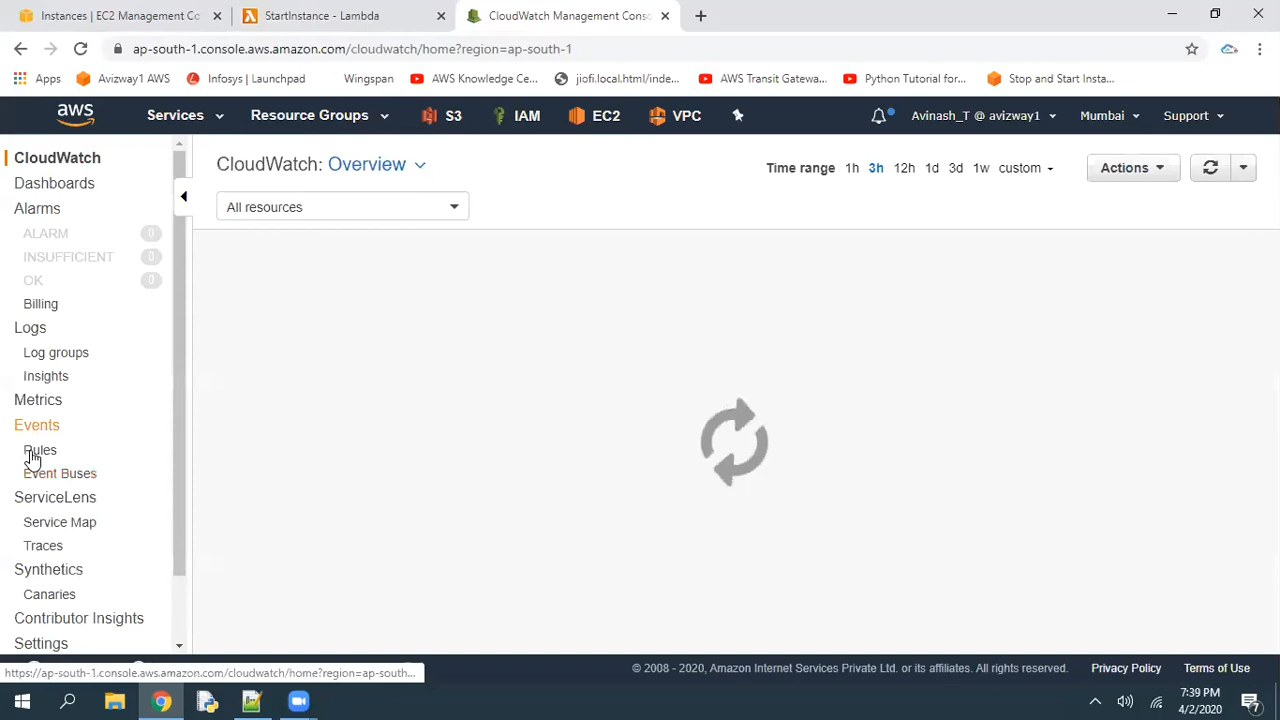 Instances | EC2 Management Co
StartInstance - Lambda
CloudWatch Management Conso
ap-south-1.console.aws.amazon.com/cloudwatch/home?region=ap-south-1
Apps
Avizway1 AWS
Infosys | Launchpad
Wingspan
AWS Knowledge Ce...
jiofi.local.html/inde...
AWS Transit Gatewa...
Python Tutorial for...
Stop and Start Insta...
aws
Services
Resource Groups
S3
IAM
EC2
VPC
Avinash_T @ avizway1
Mumbai
Support
CloudWatch
Dashboards
Alarms
ALARM 0
INSUFFICIENT 0
OK 0
Billing
Logs
Log groups
Insights
Metrics
Events
Rules
Event Buses
ServiceLens
Service Map
Traces
Synthetics
Canaries
Contributor Insights
Settings
CloudWatch: Overview
Time range 1h 3h 12h 1d 3d 1w custom
Actions
All resources
https://ap-south-1.console.aws.amazon.com/cloudwatch/home?region=ap-south...
© 2008 - 2020, Amazon Internet Services Private Ltd. or its affiliates. All rights reserved.
Privacy Policy
Terms of Use
7:39 PM
4/2/2020
7